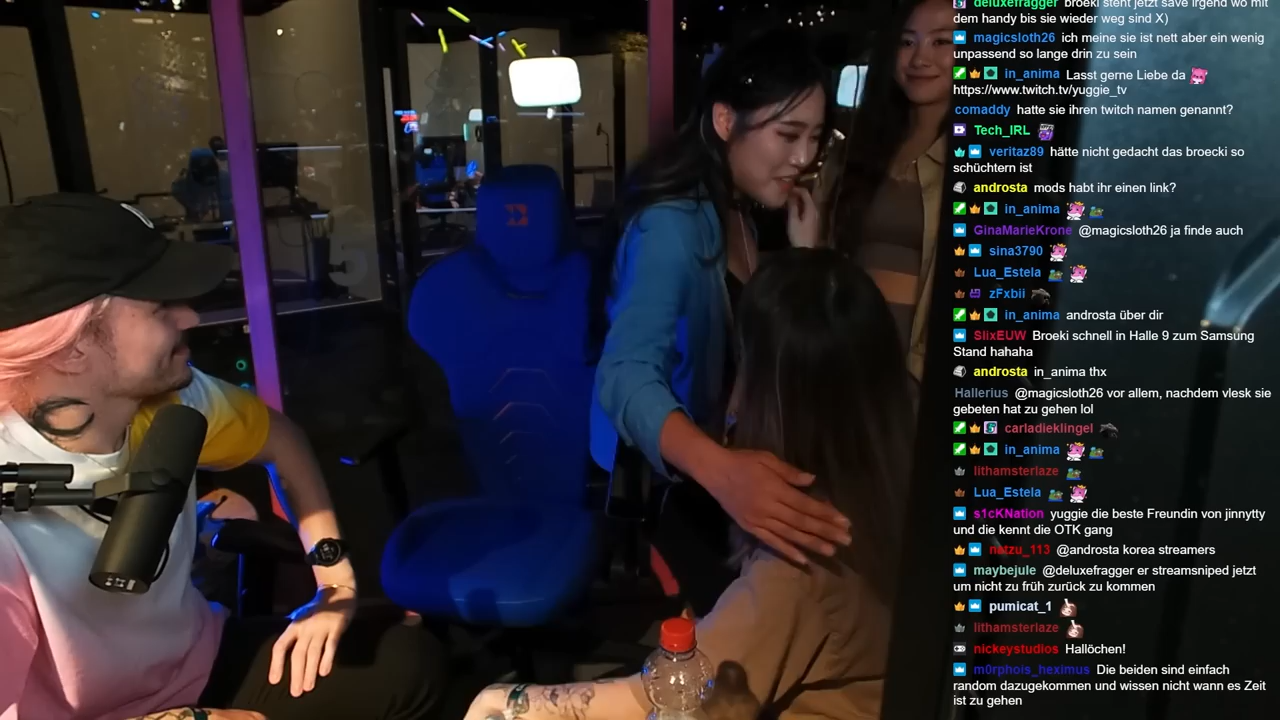 deluxefragger broeki steht jetzt save irgend wo mit
dem handy bis sie wieder weg sind X)
magicsloth26 ich meine sie ist nett aber ein wenig
unpassend so lange drin zu sein
in_anima Lasst gerne Liebe da
https://www.twitch.tv/yuggie_tv
comaddy hatte sie ihren twitch namen genannt?
Tech_IRL
veritaz89 hätte nicht gedacht das broecki so
schüchtern ist
androsta mods habt ihr einen link?
in_anima
GinaMarieKrone @magicsloth26 ja finde auch
sina3790
Lua_Estela
zFxbii
in_anima androsta über dir
SlixEUW Broeki schnell in Halle 9 zum Samsung
Stand hahaha
androsta in_anima thx
Hallerius @magicsloth26 vor allem, nachdem vlesk sie
gebeten hat zu gehen lol
carladieklingel
in_anima
lithamsterlaze
Lua_Estela
s1cKNation yuggie die beste Freundin von jinnytty
und die kennt die OTK gang
natzu_113 @androsta korea streamers
maybejule @deluxefragger er streamsniped jetzt
um nicht zu früh zurück zu kommen
pumicat_1
lithamsterlaze
nickeystudios Hallöchen!
m0rphois_heximus Die beiden sind einfach
random dazugekommen und wissen nicht wann es Zeit
ist zu gehen